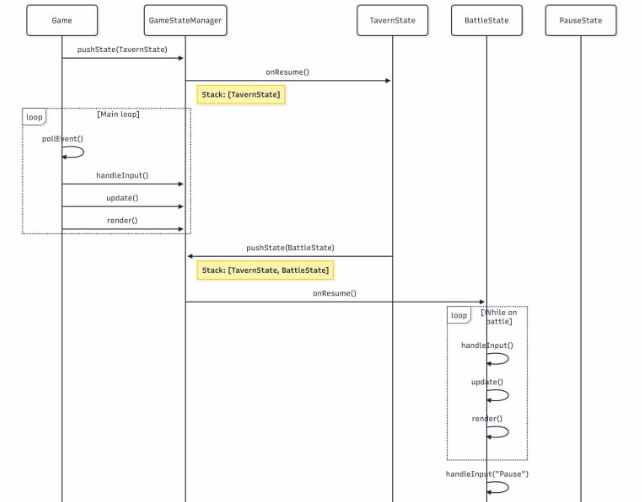 Game
GameStateManager
TavernState
BattleState
PauseState
pushState(TavernState)
onResume()
Stack: [TavernState]
loop
[Main loop]
pollEvent()
handleInput()
update()
render()
pushState(BattleState)
Stack: [TavernState, BattleState]
onResume()
loop
[While on
battle]
handleInput()
update()
render()
handleInput("Pause")